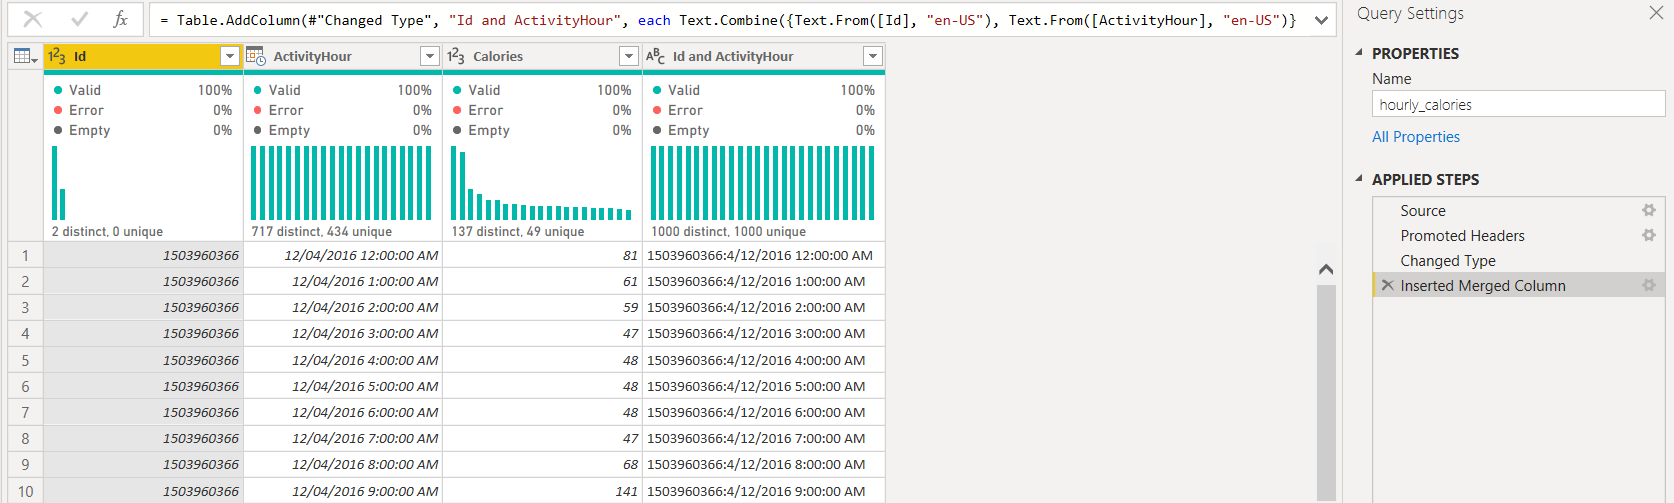 fx = Table.AddColumn(#"Changed Type", "Id and ActivityHour", each Text.Combine({Text.From([Id], "en-US"), Text.From([ActivityHour], "en-US")}
123 Id ActivityHour 123 Calories ABC Id and ActivityHour
Valid 100% Valid 100% Valid 100% Valid 100%
Error 0% Error 0% Error 0% Error 0%
Empty 0% Empty 0% Empty 0% Empty 0%
2 distinct, 0 unique 717 distinct, 434 unique 137 distinct, 49 unique 1000 distinct, 1000 unique
1 1503960366 12/04/2016 12:00:00 AM 81 1503960366:4/12/2016 12:00:00 AM
2 1503960366 12/04/2016 1:00:00 AM 61 1503960366:4/12/2016 1:00:00 AM
3 1503960366 12/04/2016 2:00:00 AM 59 1503960366:4/12/2016 2:00:00 AM
4 1503960366 12/04/2016 3:00:00 AM 47 1503960366:4/12/2016 3:00:00 AM
5 1503960366 12/04/2016 4:00:00 AM 48 1503960366:4/12/2016 4:00:00 AM
6 1503960366 12/04/2016 5:00:00 AM 48 1503960366:4/12/2016 5:00:00 AM
7 1503960366 12/04/2016 6:00:00 AM 48 1503960366:4/12/2016 6:00:00 AM
8 1503960366 12/04/2016 7:00:00 AM 47 1503960366:4/12/2016 7:00:00 AM
9 1503960366 12/04/2016 8:00:00 AM 68 1503960366:4/12/2016 8:00:00 AM
10 1503960366 12/04/2016 9:00:00 AM 141 1503960366:4/12/2016 9:00:00 AM
Query Settings
PROPERTIES
Name
hourly_calories
All Properties
APPLIED STEPS
Source
Promoted Headers
Changed Type
Inserted Merged Column